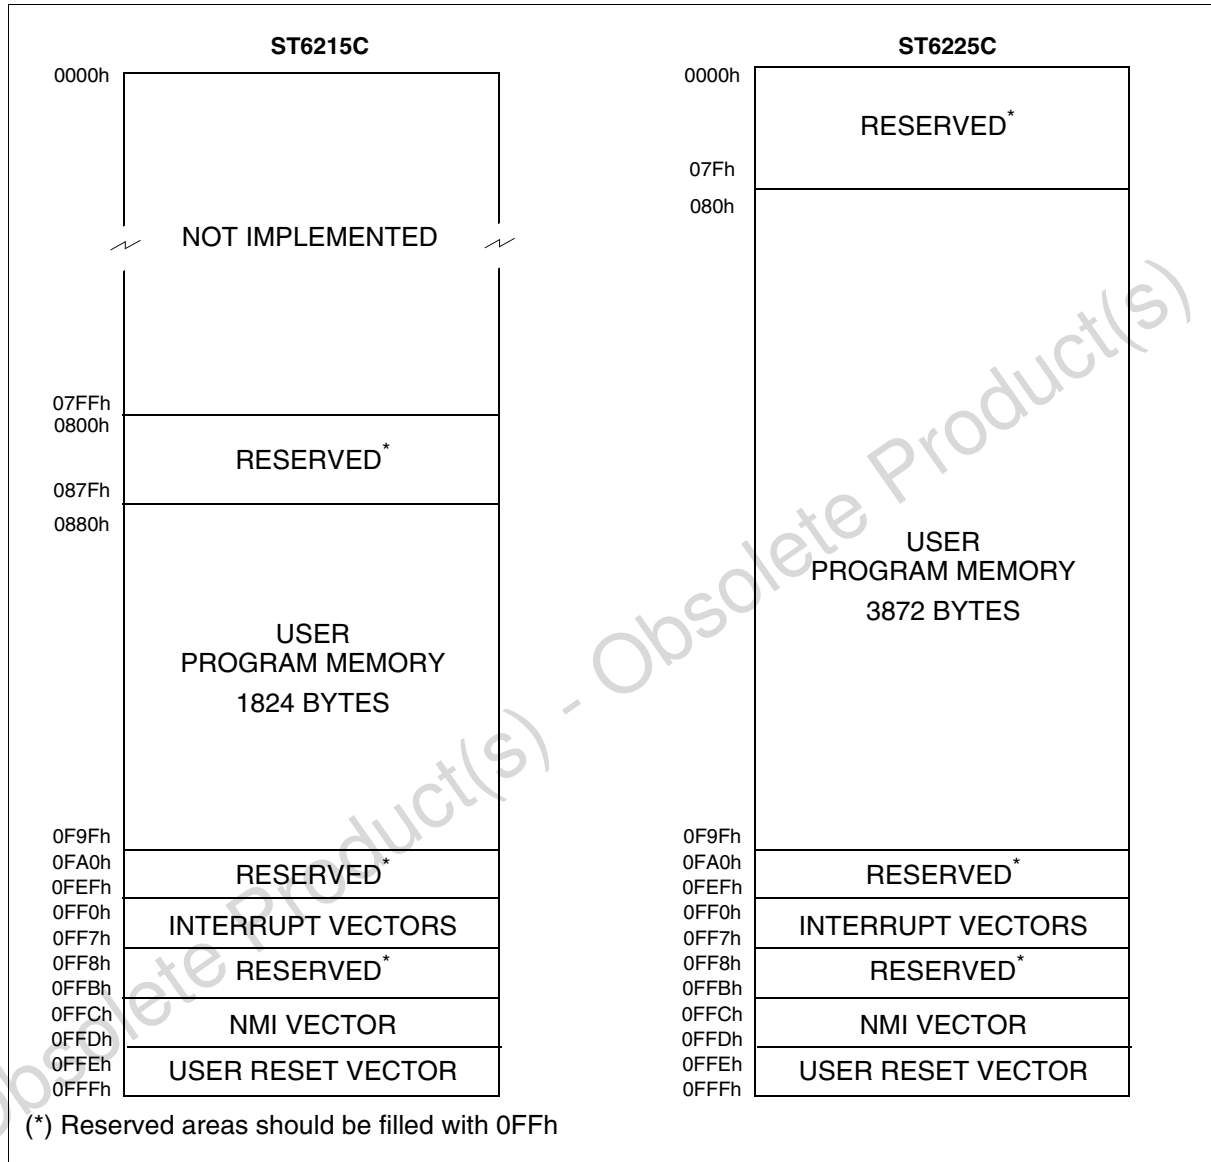 ST6215C
0000h
NOT IMPLEMENTED
07FFh
0800h
RESERVED*
087Fh
0880h
USER
PROGRAM MEMORY
1824 BYTES
0F9Fh
0FA0h
RESERVED*
0FEFh
0FF0h
INTERRUPT VECTORS
0FF7h
0FF8h
RESERVED*
0FFBh
0FFCh
NMI VECTOR
0FFDh
0FFEh
USER RESET VECTOR
0FFFh
ST6225C
0000h
RESERVED*
07Fh
080h
USER
PROGRAM MEMORY
3872 BYTES
0F9Fh
0FA0h
RESERVED*
0FEFh
0FF0h
INTERRUPT VECTORS
0FF7h
0FF8h
RESERVED*
0FFBh
0FFCh
NMI VECTOR
0FFDh
0FFEh
USER RESET VECTOR
0FFFh
(*) Reserved areas should be filled with 0FFh
Obsolete Product(s) - Obsolete Product(s)